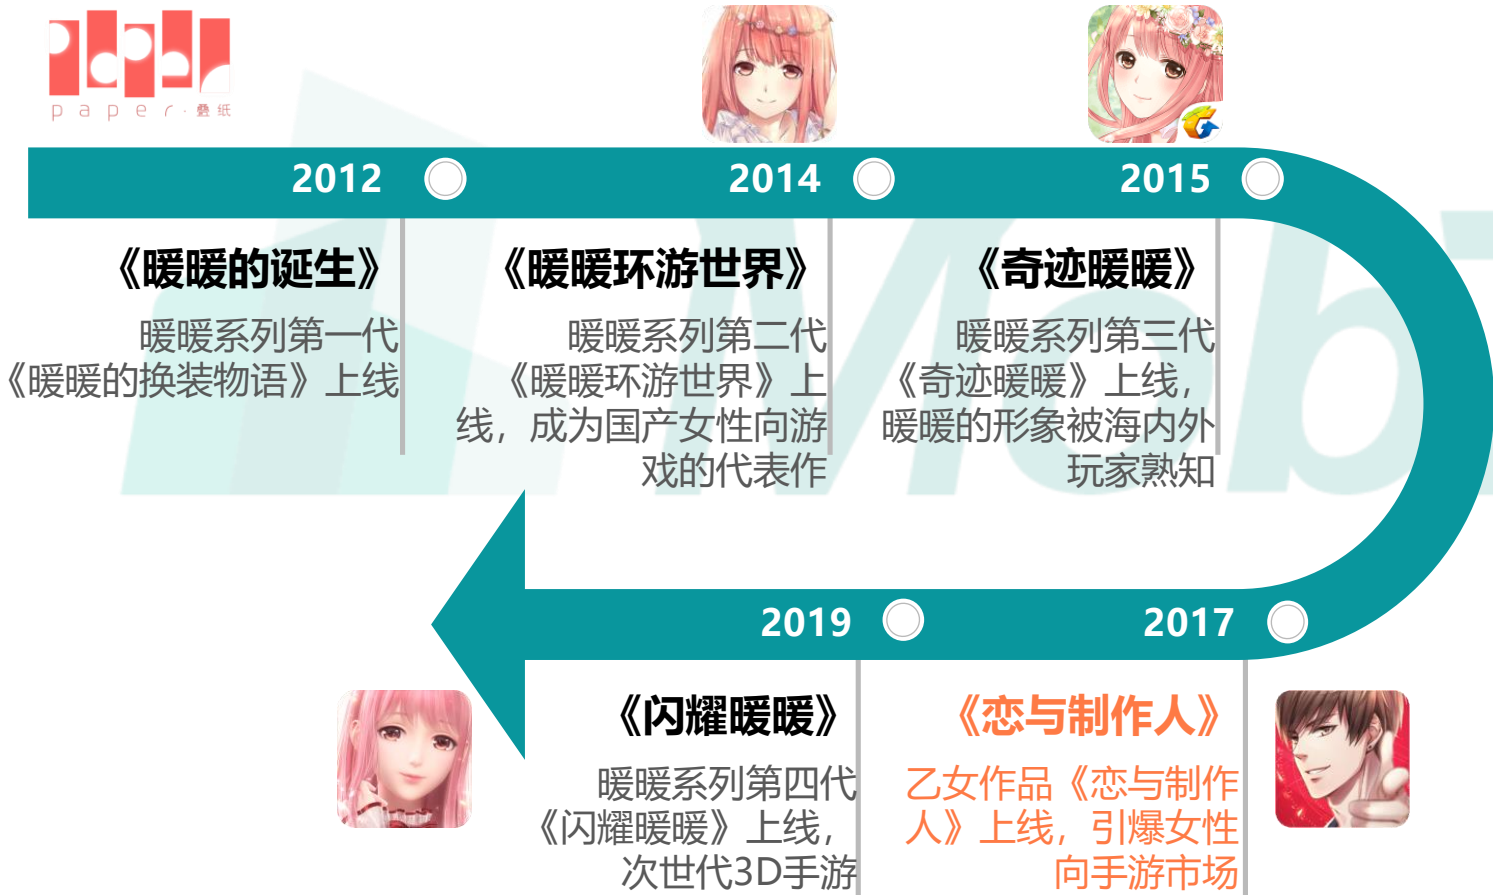 paper·叠纸
2012
2014
2015
《暖暖的诞生》
暖暖系列第一代
《暖暖的换装物语》上线
《暖暖环游世界》
暖暖系列第二代
《暖暖环游世界》上
线，成为国产女性向游
戏的代表作
《奇迹暖暖》
暖暖系列第三代
《奇迹暖暖》上线，
暖暖的形象被海内外
玩家熟知
Mob
2019
2017
《闪耀暖暖》
暖暖系列第四代
《闪耀暖暖》上线，
次世代3D手游
《恋与制作人》
乙女作品《恋与制作
人》上线，引爆女性
向手游市场